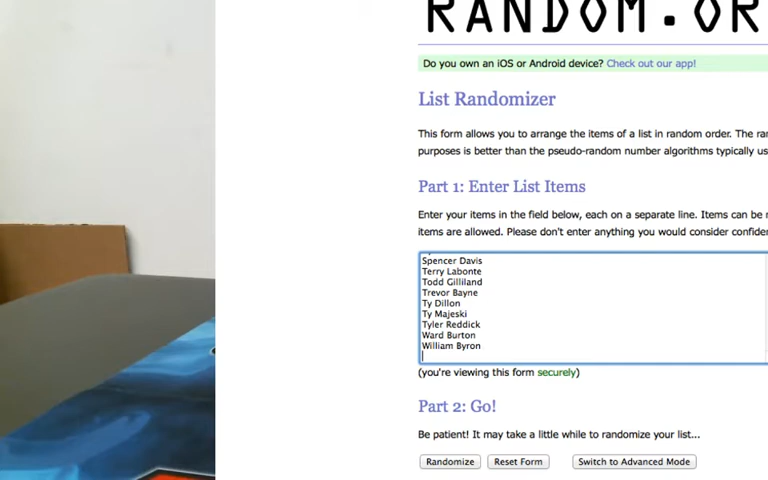 RANDOM.OR
Do you own an iOS or Android device? Check out our app!
List Randomizer
This form allows you to arrange the items of a list in random order. The
purposes is better than the pseudo-random number algorithms typically
Part 1: Enter List Items
Enter your items in the field below, each on a separate line. Items can be
items are allowed. Please don't enter anything you would consider
Spencer Davis
Terry Labonte
Todd Gilliland
Trevor Bayne
Ty Dillon
Ty Majeski
Tyler Reddick
Ward Burton
William Byron
(you're viewing this form securely)
Part 2: Go!
Be patient! It may take a little while to randomize your list...
Randomize Reset Form Switch to Advanced Mode